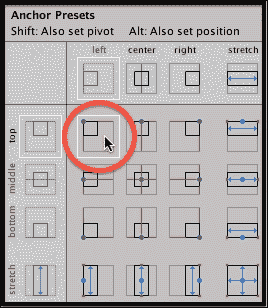 Anchor Presets
Shift: Also set pivot Alt: Also set position
left center right stretch
top
middle
bottom
stretch